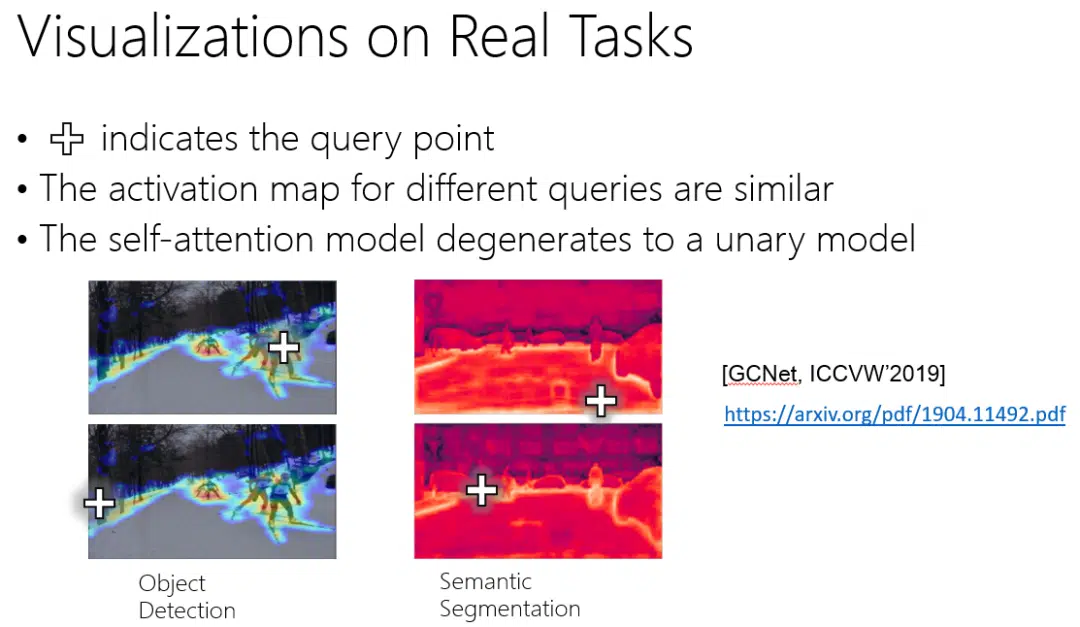 Visualizations on Real Tasks
• indicates the query point
• The activation map for different queries are similar
• The self-attention model degenerates to a unary model
[GCNet, ICCVW’2019]
https://arxiv.org/pdf/1904.11492.pdf
Object
Detection
Semantic
Segmentation